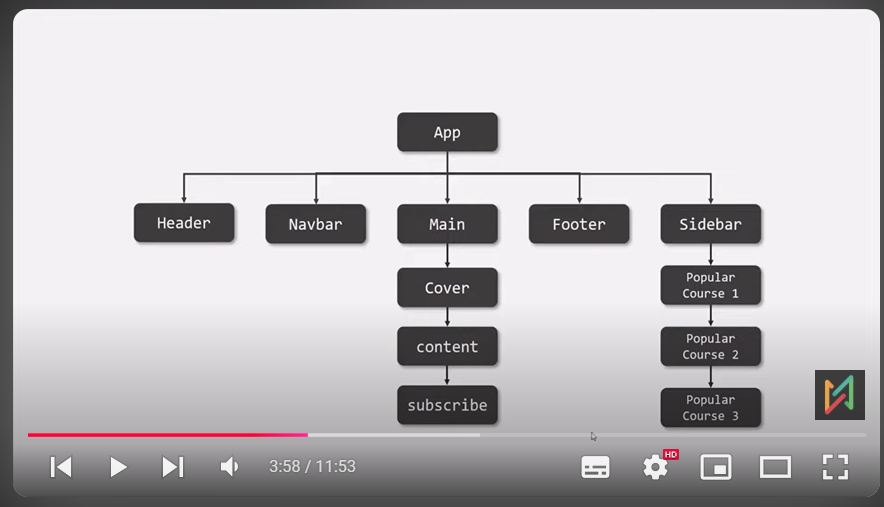 App
Header
Navbar
Main
Footer
Sidebar
Cover
Popular
Course 1
content
Popular
Course 2
subscribe
Popular
Course 3
3:58 / 11:53
HD